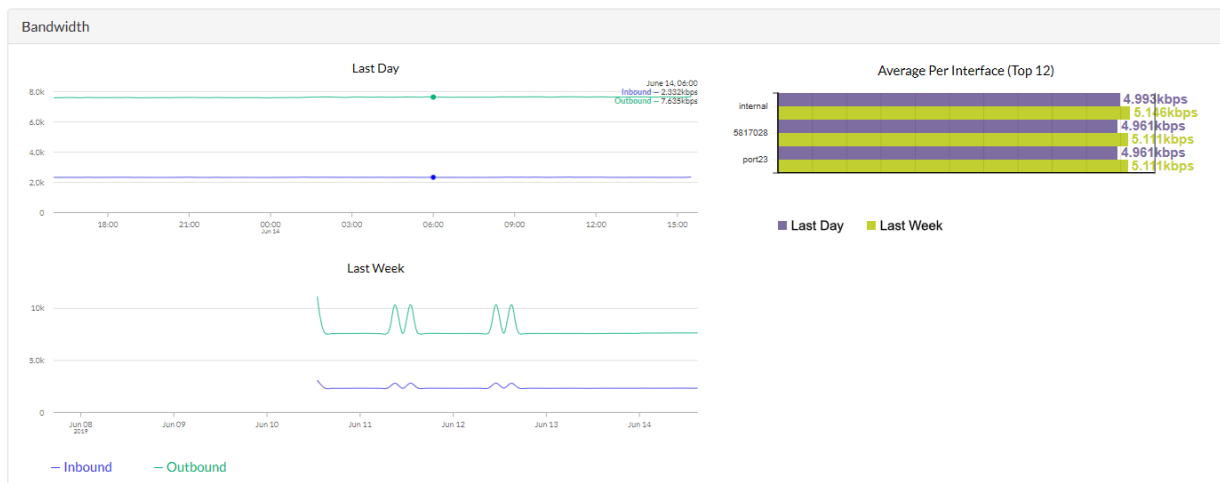 Bandwidth
Last Day
June 14, 06:00
Inbound — 2.332kbps
Outbound — 7.635kbps
8.0k
6.0k
4.0k
2.0k
0
18:00 21:00 00:00 03:00 06:00 09:00 12:00 15:00
Jun 14
Average Per Interface (Top 12)
internal 4.993kbps
5.146kbps
5817028 4.961kbps
5.111kbps
port23 4.961kbps
5.111kbps
Last Day Last Week
Last Week
10k
5.0k
0
Jun 08 Jun 09 Jun 10 Jun 11 Jun 12 Jun 13 Jun 14
2019
— Inbound — Outbound